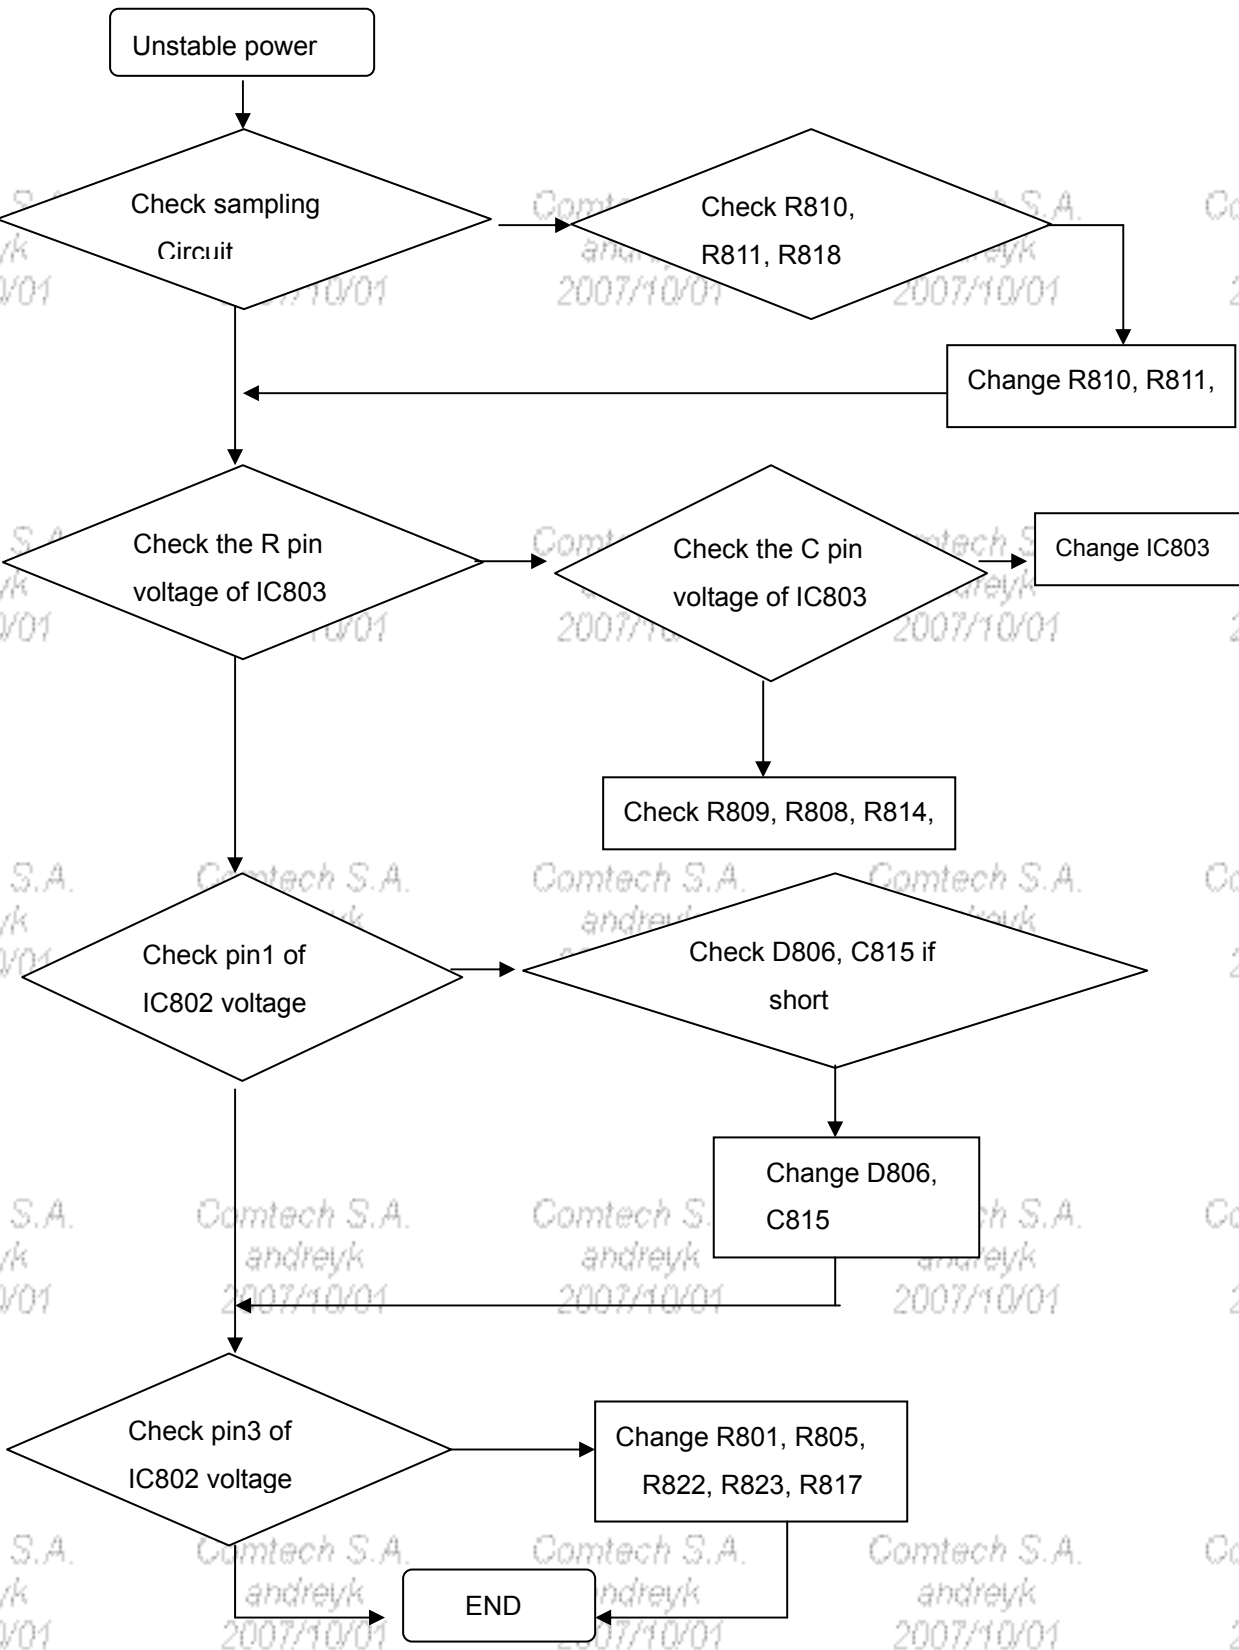 Unstable power
Check sampling
Circuit
Check R810,
R811, R818
Change R810, R811,
Check the R pin
voltage of IC803
Check the C pin
voltage of IC803
Change IC803
Check R809, R808, R814,
Check pin1 of
IC802 voltage
Check D806, C815 if
short
Change D806,
C815
Check pin3 of
IC802 voltage
Change R801, R805,
R822, R823, R817
END
Comtech S.A.
andreyk
2007/10/01